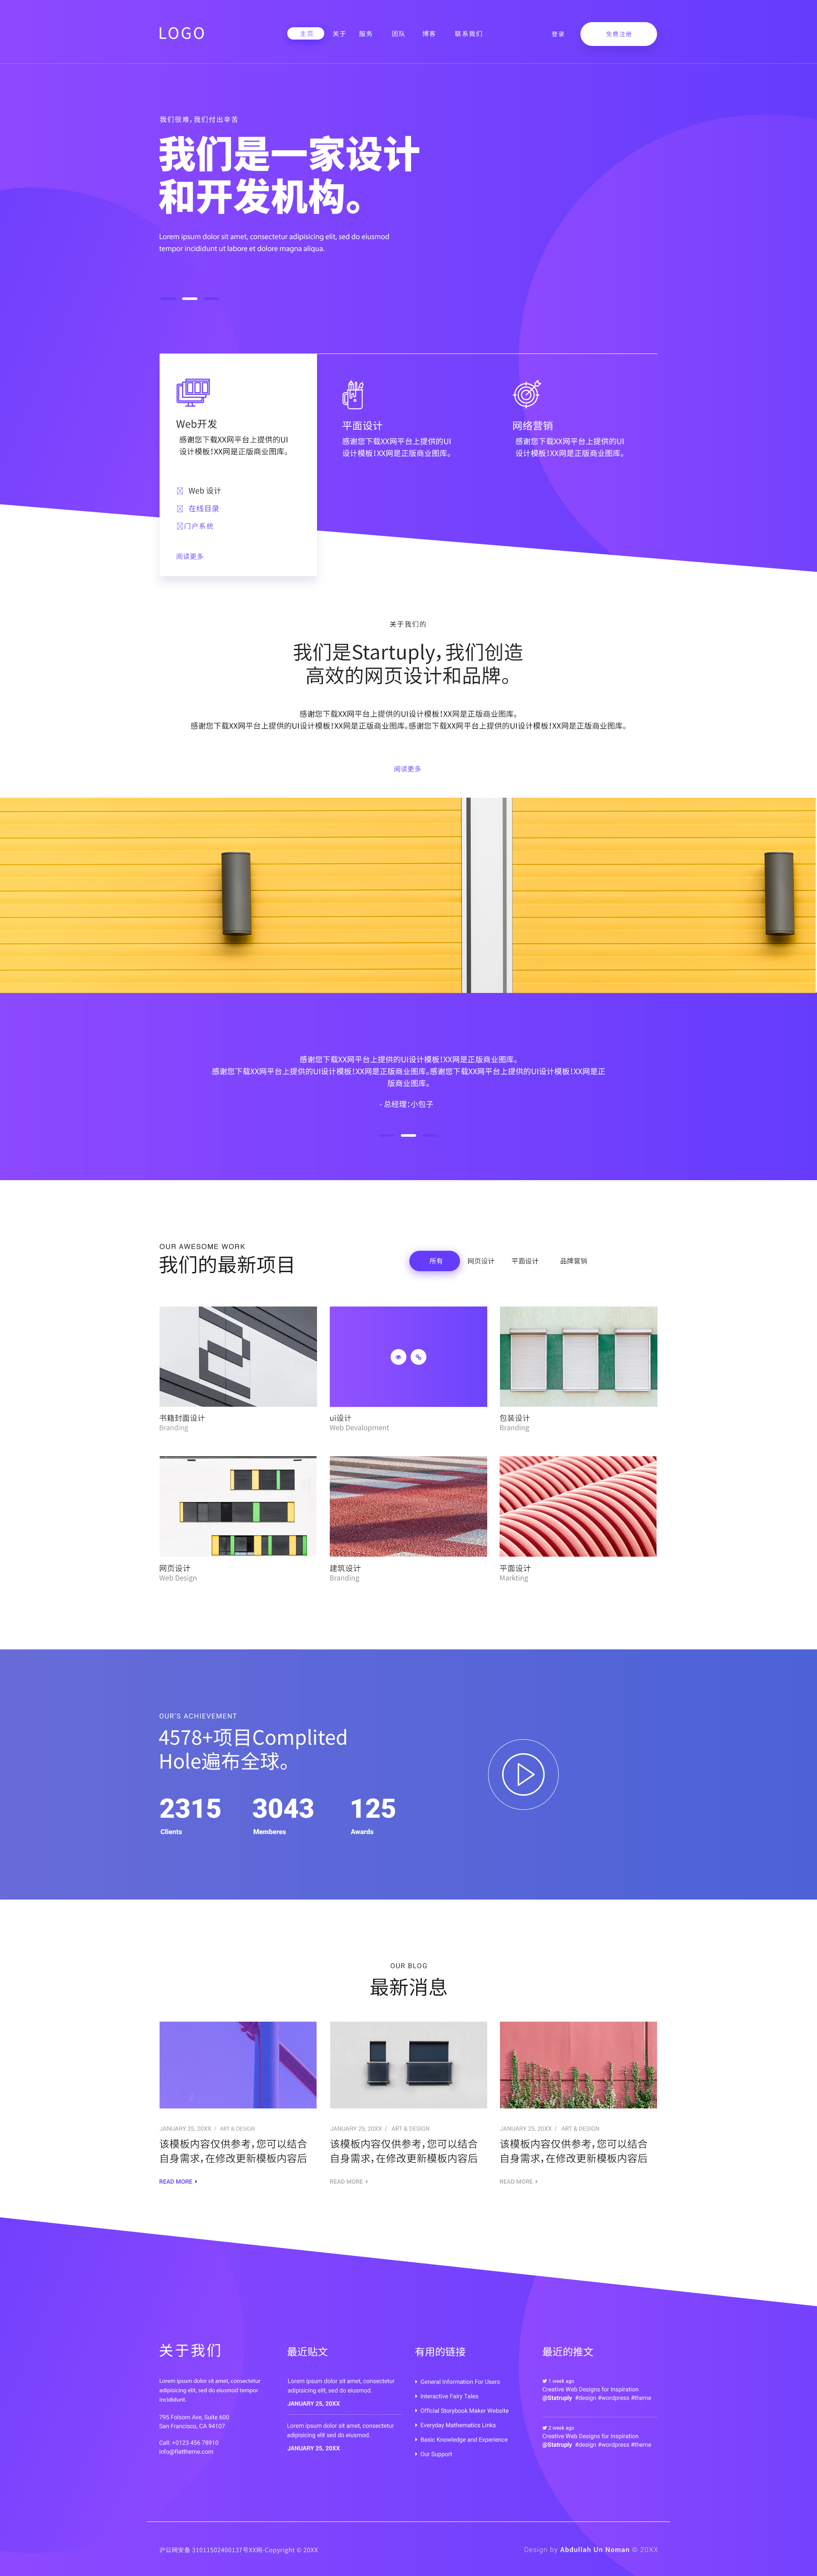 LOGO
主页 关于 服务 团队 博客 联系我们 登录 免费注册
我们很难，我们付出辛苦
我们是一家设计
和开发机构。
Lorem ipsum dolor sit amet, consectetur adipisicing elit, sed do eiusmod
tempor incididunt ut labore et dolore magna aliqua.
Web开发
感谢您下载XX网平台上提供的UI
设计模板！XX网是正版商业图库。
Web 设计
在线目录
门户系统
阅读更多
平面设计
感谢您下载XX网平台上提供的UI
设计模板！XX网是正版商业图库。
网络营销
感谢您下载XX网平台上提供的UI
设计模板！XX网是正版商业图库。
关于我们的
我们是Startuply，我们创造
高效的网页设计和品牌。
感谢您下载XX网平台上提供的UI设计模板！XX网是正版商业图库。
感谢您下载XX网平台上提供的UI设计模板！XX网是正版商业图库。感谢您下载XX网平台上提供的UI设计模板！XX网是正版商业图库。
阅读更多
感谢您下载XX网平台上提供的UI设计模板！XX网是正版商业图库。
感谢您下载XX网平台上提供的UI设计模板！XX网是正版商业图库。感谢您下载XX网平台上提供的UI设计模板！XX网是正
版商业图库。
- 总经理：小包子
OUR AWESOME WORK
我们的最新项目
所有 网页设计 平面设计 品牌营销
书籍封面设计
Branding
ui设计
Web Devalopment
包装设计
Branding
网页设计
Web Design
建筑设计
Branding
平面设计
Markting
OUR'S ACHIEVEMENT
4578+项目Complited
Hole遍布全球。
2315 3043 125
Clients Memberes Awards
OUR BLOG
最新消息
JANUARY 25, 20XX / ART & DESIGN
该模板内容仅供参考，您可以结合
自身需求，在修改更新模板内容后
READ MORE
JANUARY 25, 20XX / ART & DESIGN
该模板内容仅供参考，您可以结合
自身需求，在修改更新模板内容后
READ MORE
JANUARY 25, 20XX / ART & DESIGN
该模板内容仅供参考，您可以结合
自身需求，在修改更新模板内容后
READ MORE
关于我们
Lorem ipsum dolor sit amet, consectetur
adipisicing elit, sed do eiusmod tempor
incididunt.
795 Folsom Ave, Suite 600
San Francisco, CA 94107
Call: +0123 456 78910
info@flattheme.com
最近贴文
Lorem ipsum dolor sit amet, consectetur
adipisicing elit, sed do eiusmod.
JANUARY 25, 20XX
Lorem ipsum dolor sit amet, consectetur
adipisicing elit, sed do eiusmod.
JANUARY 25, 20XX
有用的链接
General Information For Users
Interactive Fairy Tales
Official Storybook Maker Website
Everyday Mathematics Links
Basic Knowledge and Experience
Our Support
最近的推文
1 week ago
Creative Web Designs for Inspiration
@Statruply #design #wordpress #theme
2 week ago
Creative Web Designs for Inspiration
@Statruply #design #wordpress #theme
沪公网安备 31011502400137号XX网-Copyright © 20XX
Design by Abdullah Un Noman © 20XX